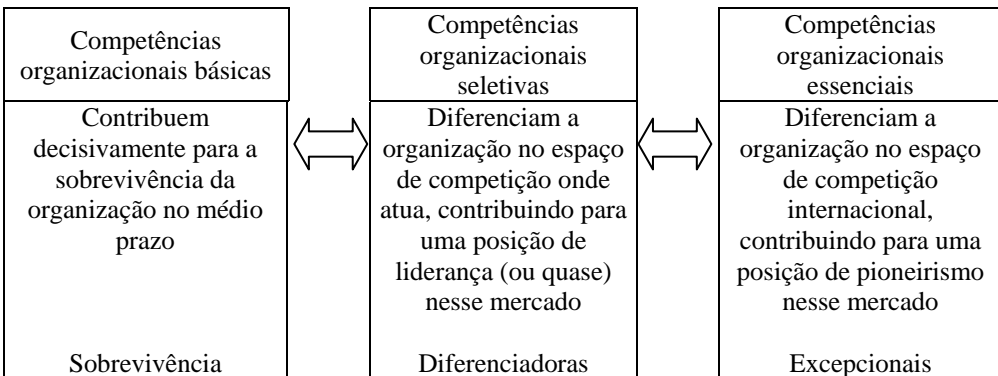 Competências
organizacionais básicas
Contribuem
decisivamente para a
sobrevivência da
organização no médio
prazo
Sobrevivência
Competências
organizacionais
seletivas
Diferenciam a
organização no espaço
de competição onde
atua, contribuindo para
uma posição de
liderança (ou quase)
nesse mercado
Diferenciadoras
Competências
organizacionais
essenciais
Diferenciam a
organização no espaço
de competição
internacional,
contribuindo para uma
posição de pioneirismo
nesse mercado
Excepcionais